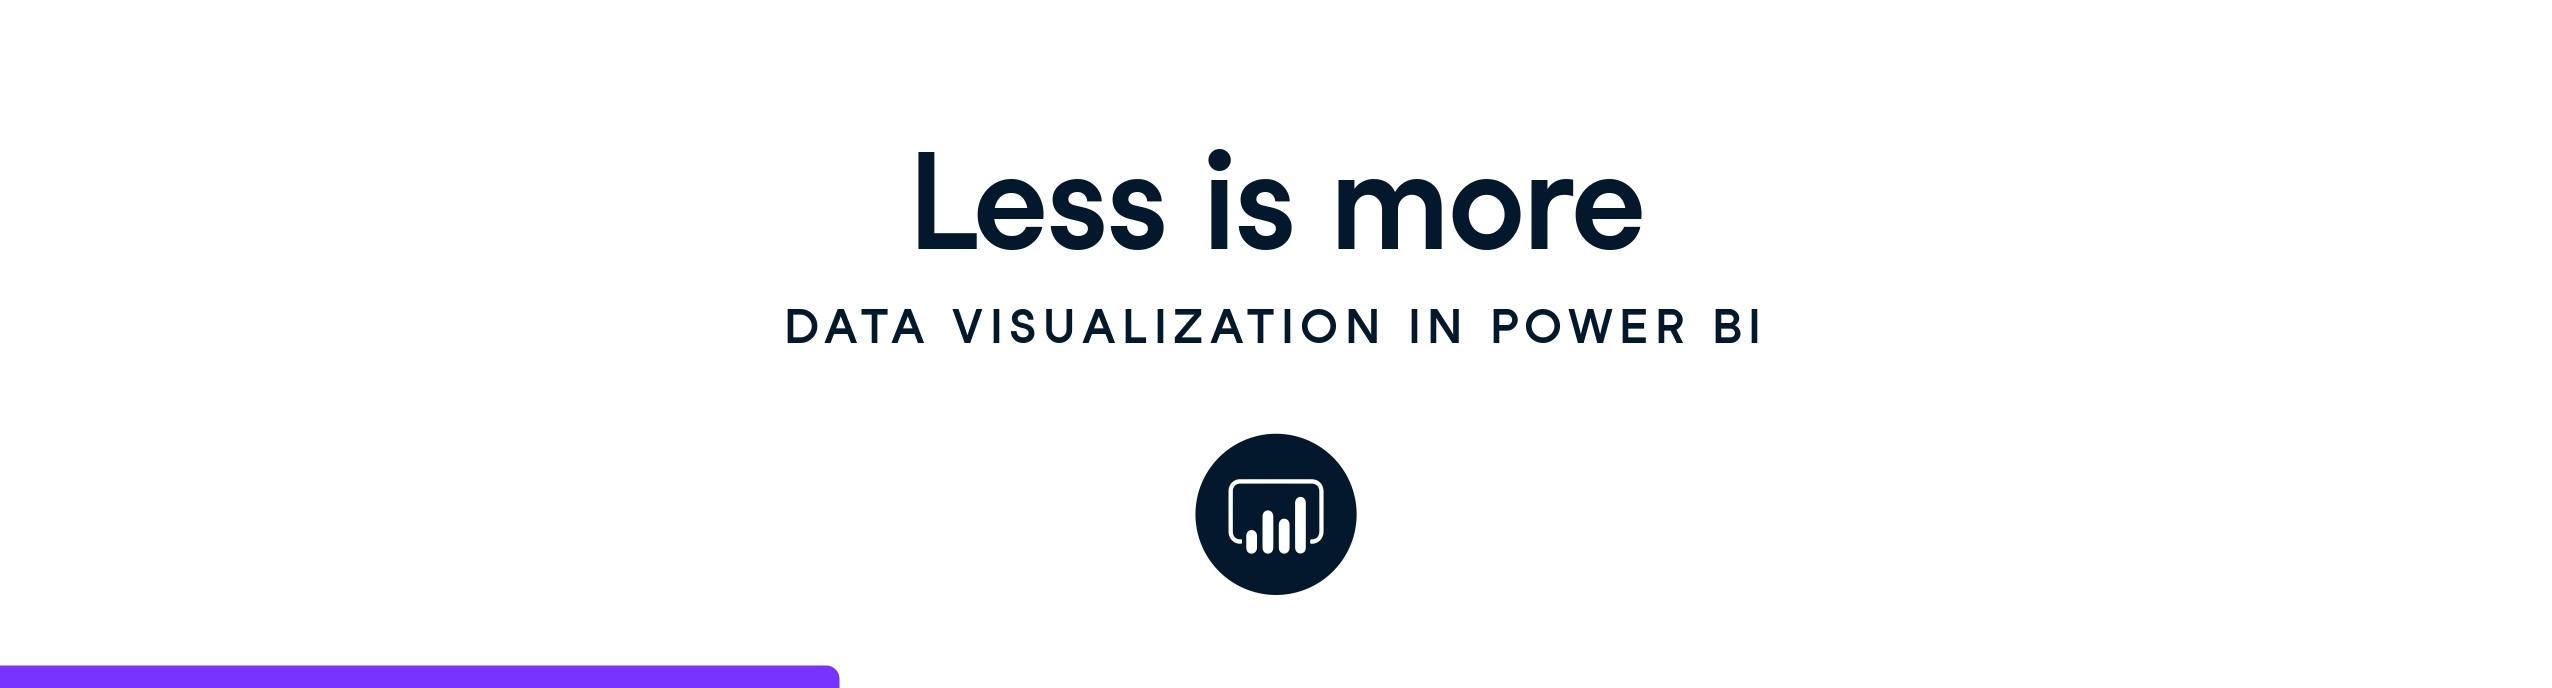 Less is more
DATA VISUALIZATION IN POWER BI